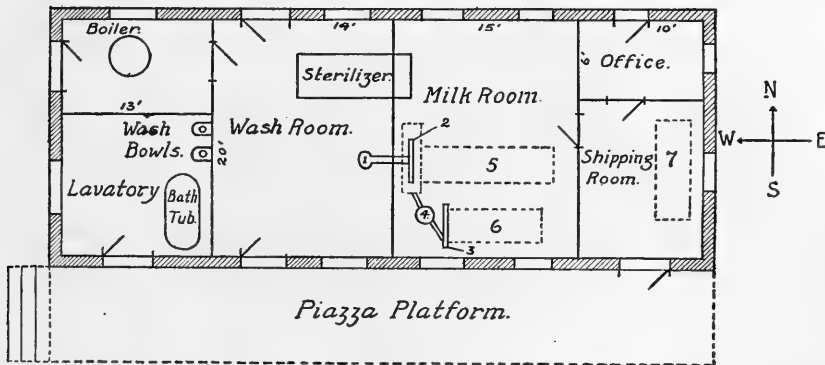 Boiler.
14'
15'
10'
6'
Office.
Sterilizer.
Milk Room.
13'
Wash
Bowls.
20'
Wash Room.
1
2
5
Shipping
Room.
7
N
W
E
S
Lavatory
Bath
Tub.
4
6
3
Piazza Platform.